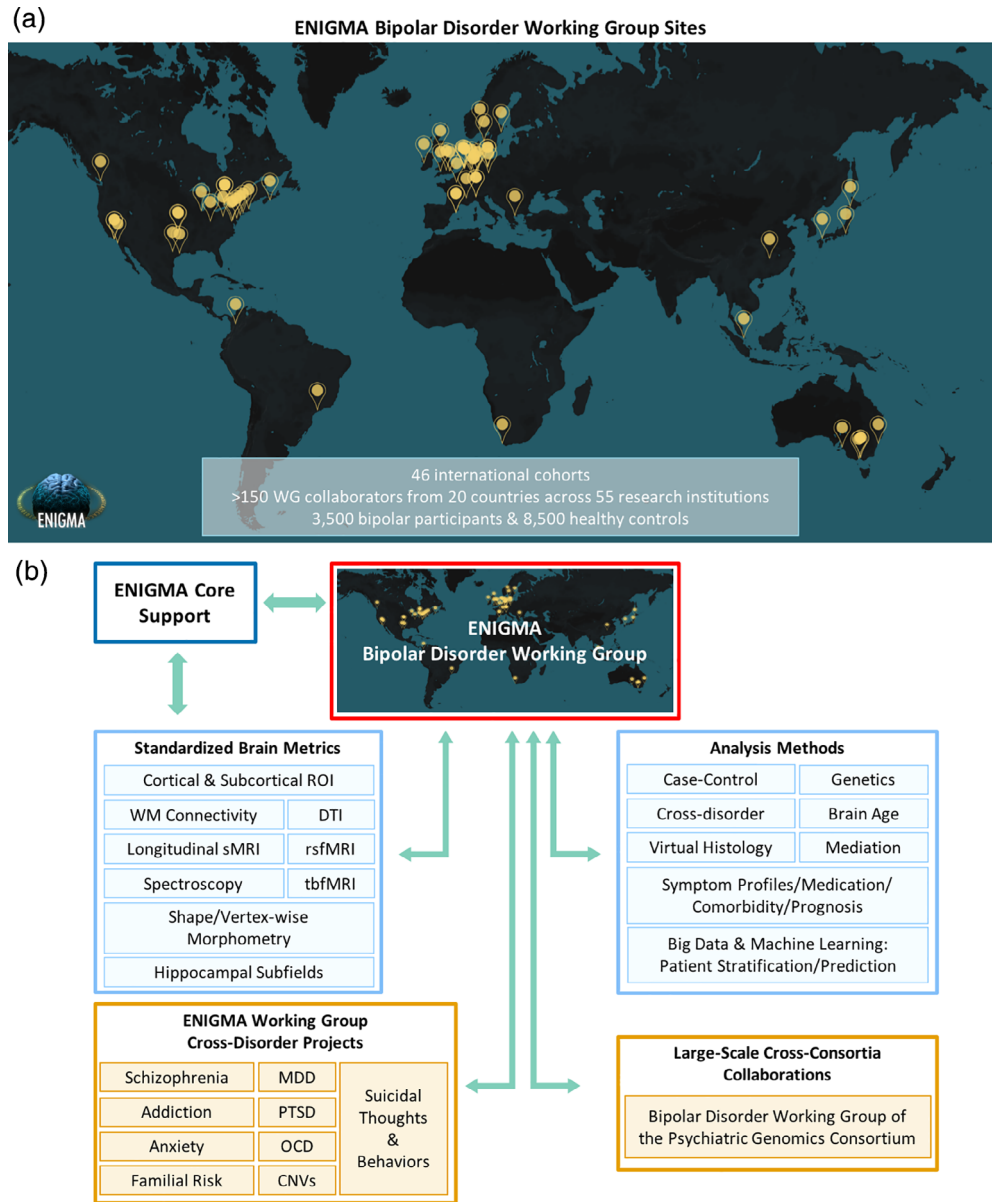 (a)
ENIGMA Bipolar Disorder Working Group Sites
46 international cohorts
>150 WG collaborators from 20 countries across 55 research institutions
3,500 bipolar participants & 8,500 healthy controls
ENIGMA
(b)
ENIGMA Core
Support
ENIGMA
Bipolar Disorder Working Group
Standardized Brain Metrics
Cortical & Subcortical ROI
WM Connectivity
DTI
Longitudinal sMRI
rsfMRI
Spectroscopy
tbfMRI
Shape/Vertex-wise
Morphometry
Hippocampal Subfields
Analysis Methods
Case-Control
Genetics
Cross-disorder
Brain Age
Virtual Histology
Mediation
Symptom Profiles/Medication/
Comorbidity/Prognosis
Big Data & Machine Learning:
Patient Stratification/Prediction
ENIGMA Working Group
Cross-Disorder Projects
Schizophrenia
MDD
Addiction
PTSD
Anxiety
OCD
Familial Risk
CNVs
Suicidal
Thoughts
&
Behaviors
Large-Scale Cross-Consortia
Collaborations
Bipolar Disorder Working Group of
the Psychiatric Genomics Consortium